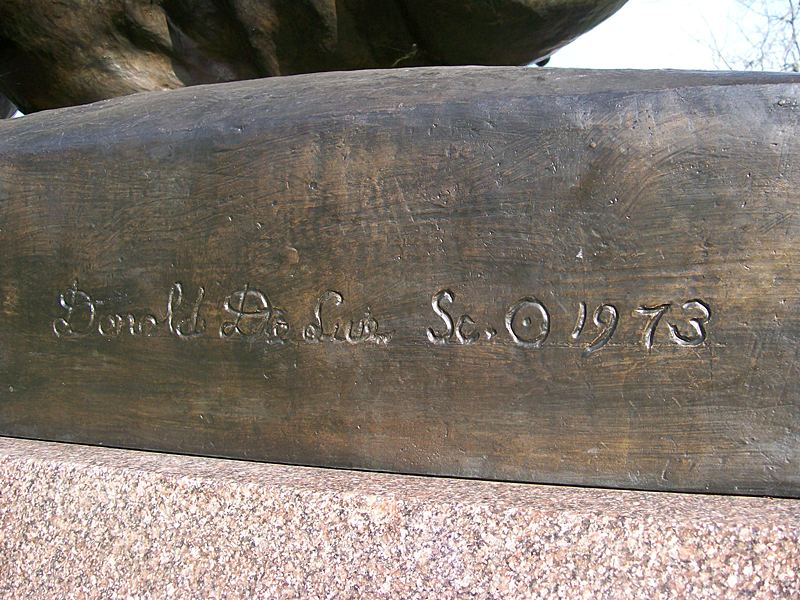 Donald De Lue. Sc. ⊙ 1973